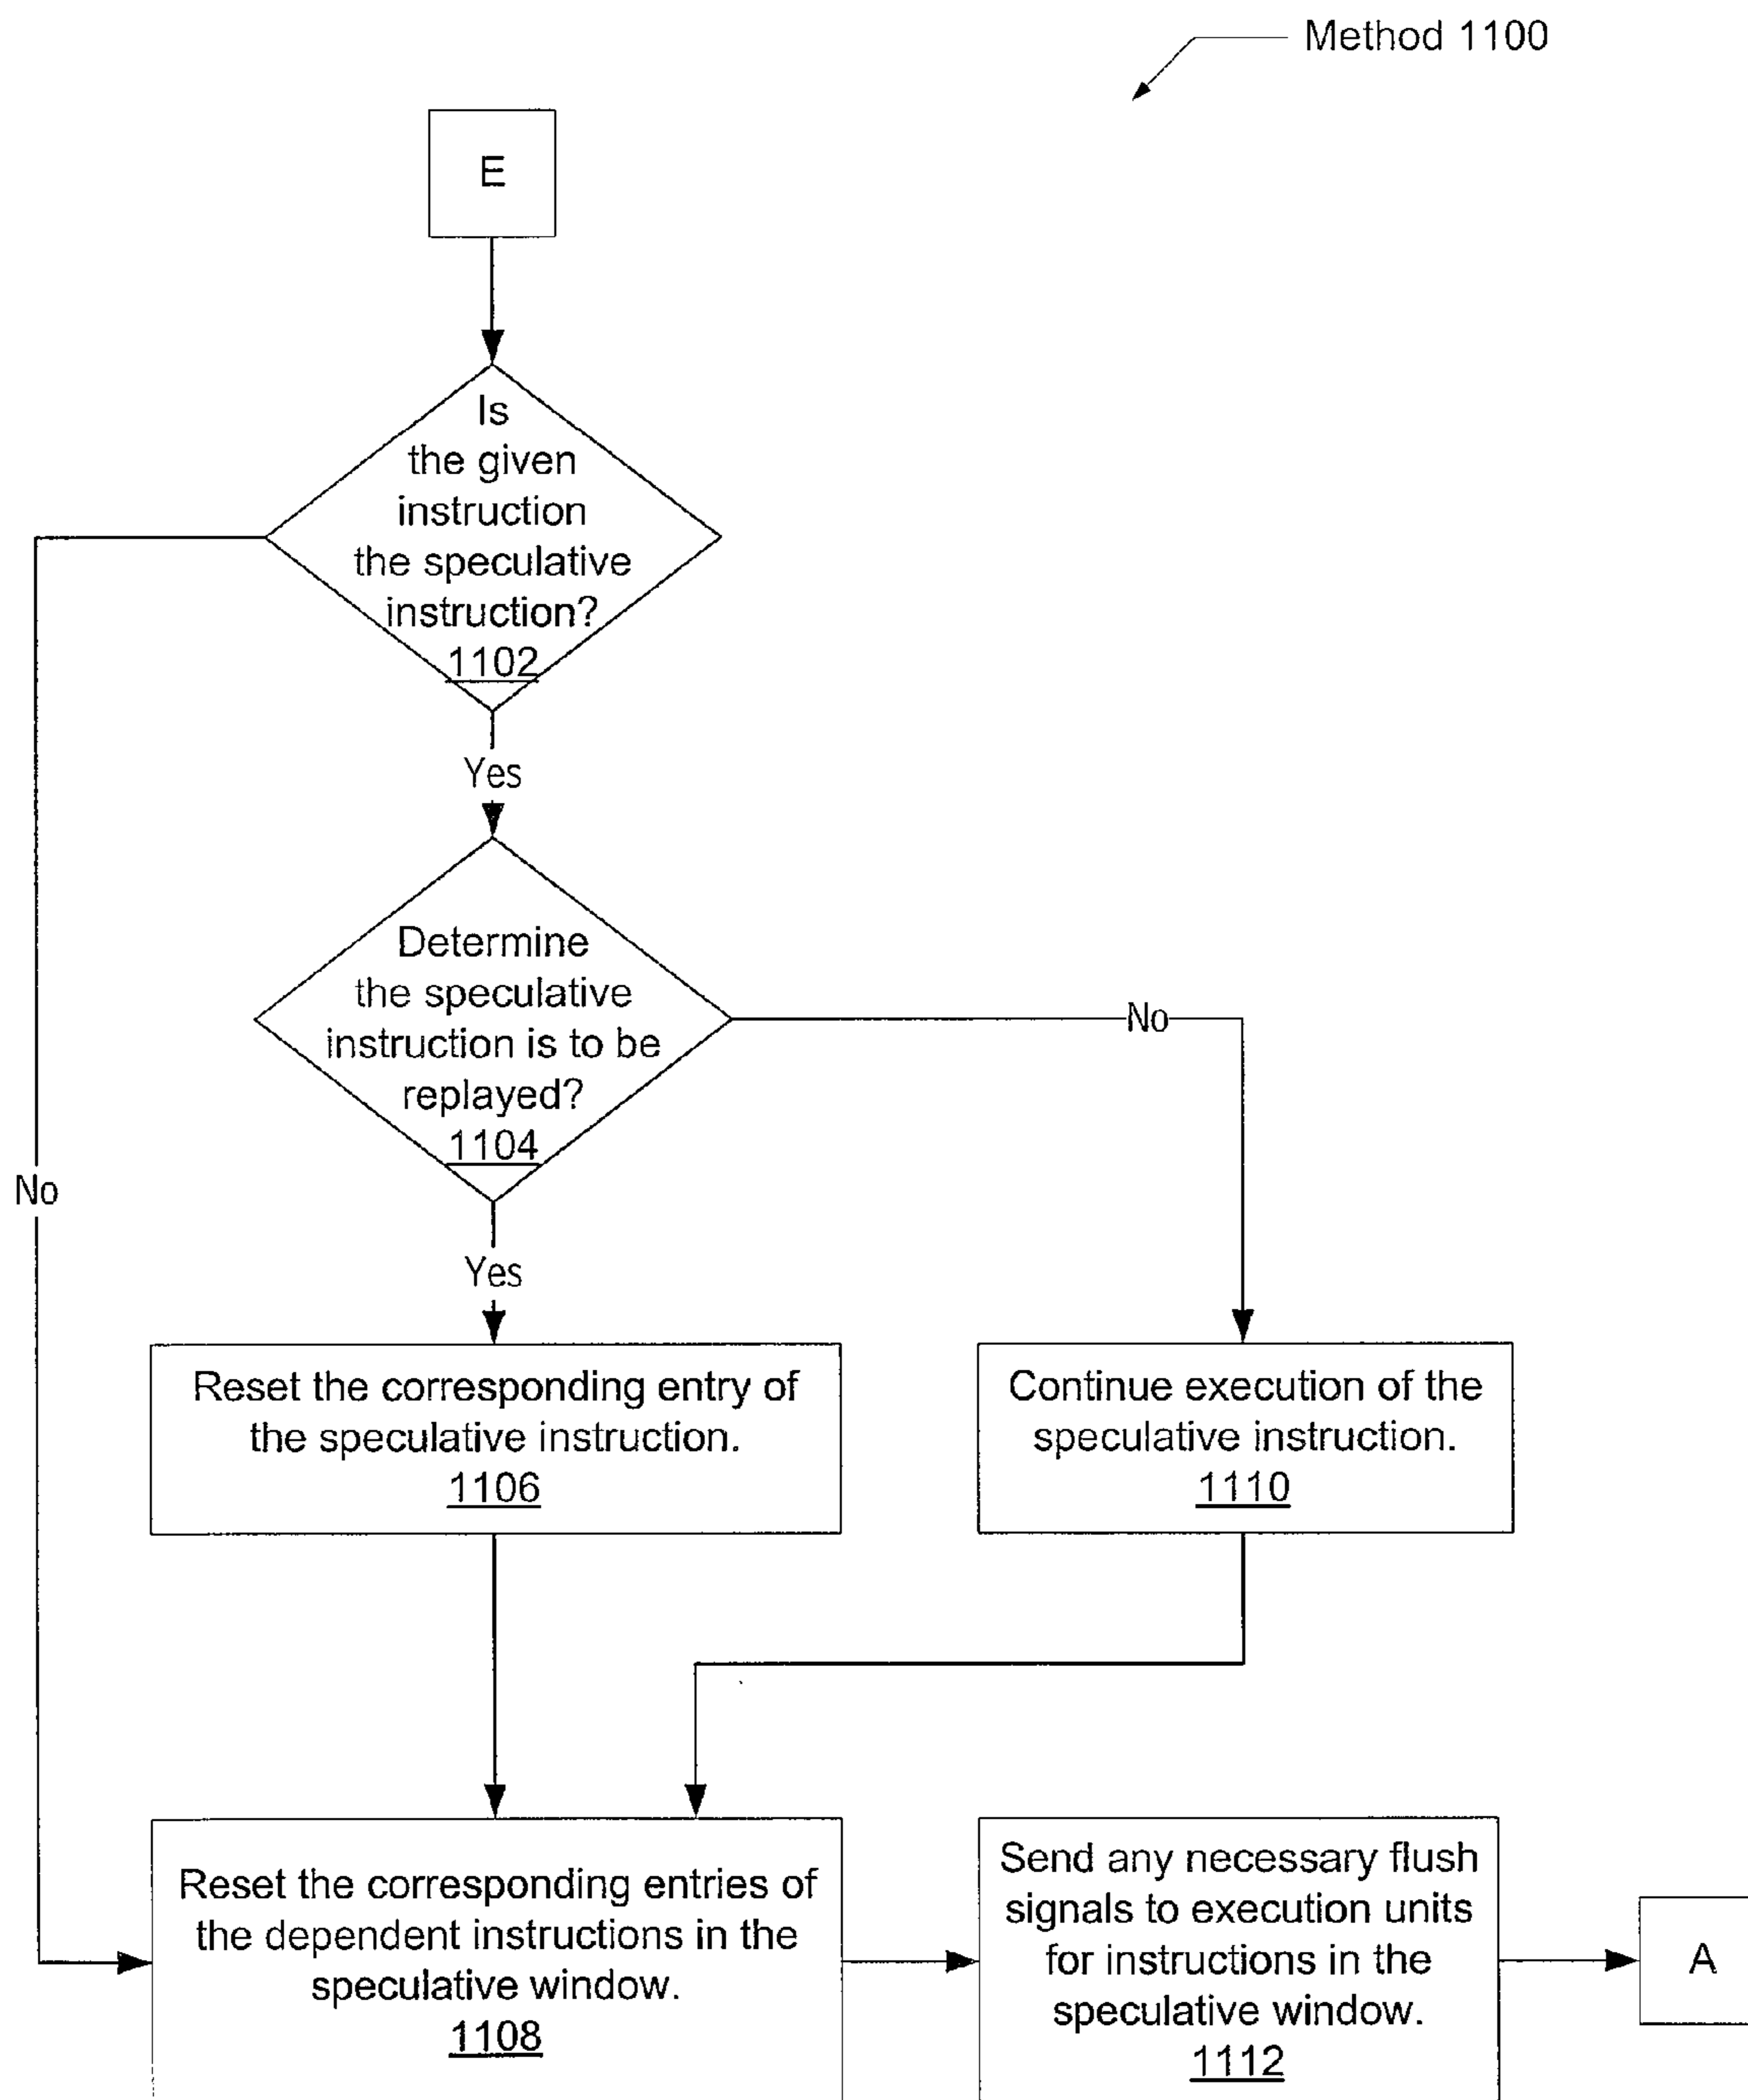 Method 1100
E
Is
the given
instruction
the speculative
instruction?
1102
Yes
Determine
the speculative
instruction is to be
replayed?
1104
No
No
Yes
Reset the corresponding entry of
the speculative instruction.
1106
Continue execution of the
speculative instruction.
1110
Reset the corresponding entries of
the dependent instructions in the
speculative window.
1108
Send any necessary flush
signals to execution units
for instructions in the
speculative window.
1112
A